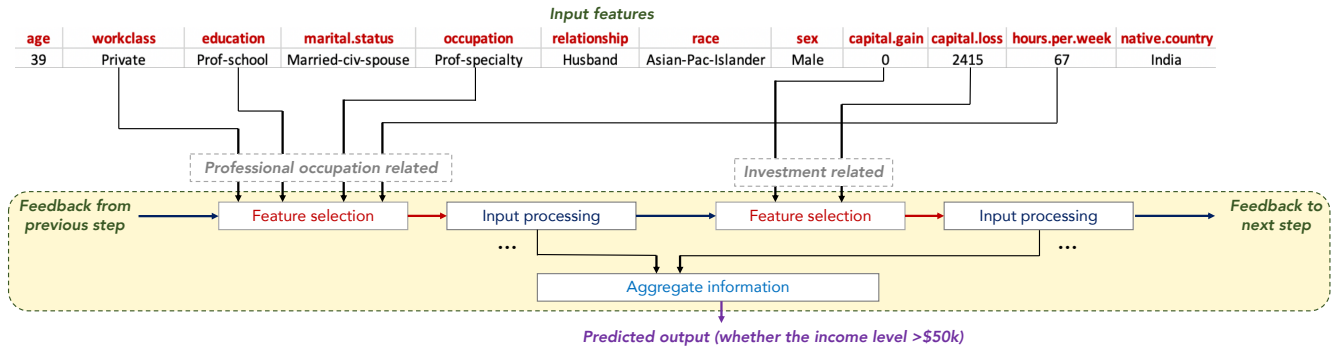 Input features
age workclass education marital.status occupation relationship race sex capital.gain capital.loss hours.per.week native.country
39 Private Prof-school Married-civ-spouse Prof-specialty Husband Asian-Pac-Islander Male 0 2415 67 India
Professional occupation related
Investment related
Feedback from
previous step
Feature selection
Input processing
Feature selection
Input processing
Feedback to
next step
...
...
Aggregate information
Predicted output (whether the income level >$50k)